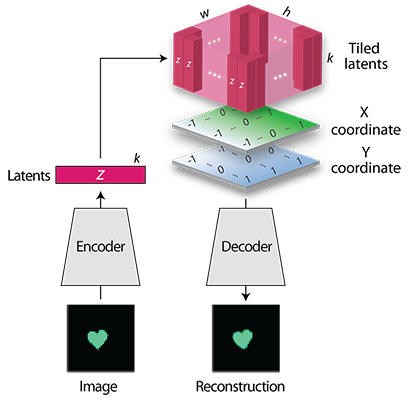 w
h
k
Tiled
latents
z z
z z
-1 ... 0 ... 1
-1 ... 0 ... 1
-1 ... 0 ... 1
X
coordinate
-1 -1 -1
... ... ...
0 0 0
... ... ...
1 1 1
Y
coordinate
k
Latents
z
Encoder
Decoder
Image
Reconstruction